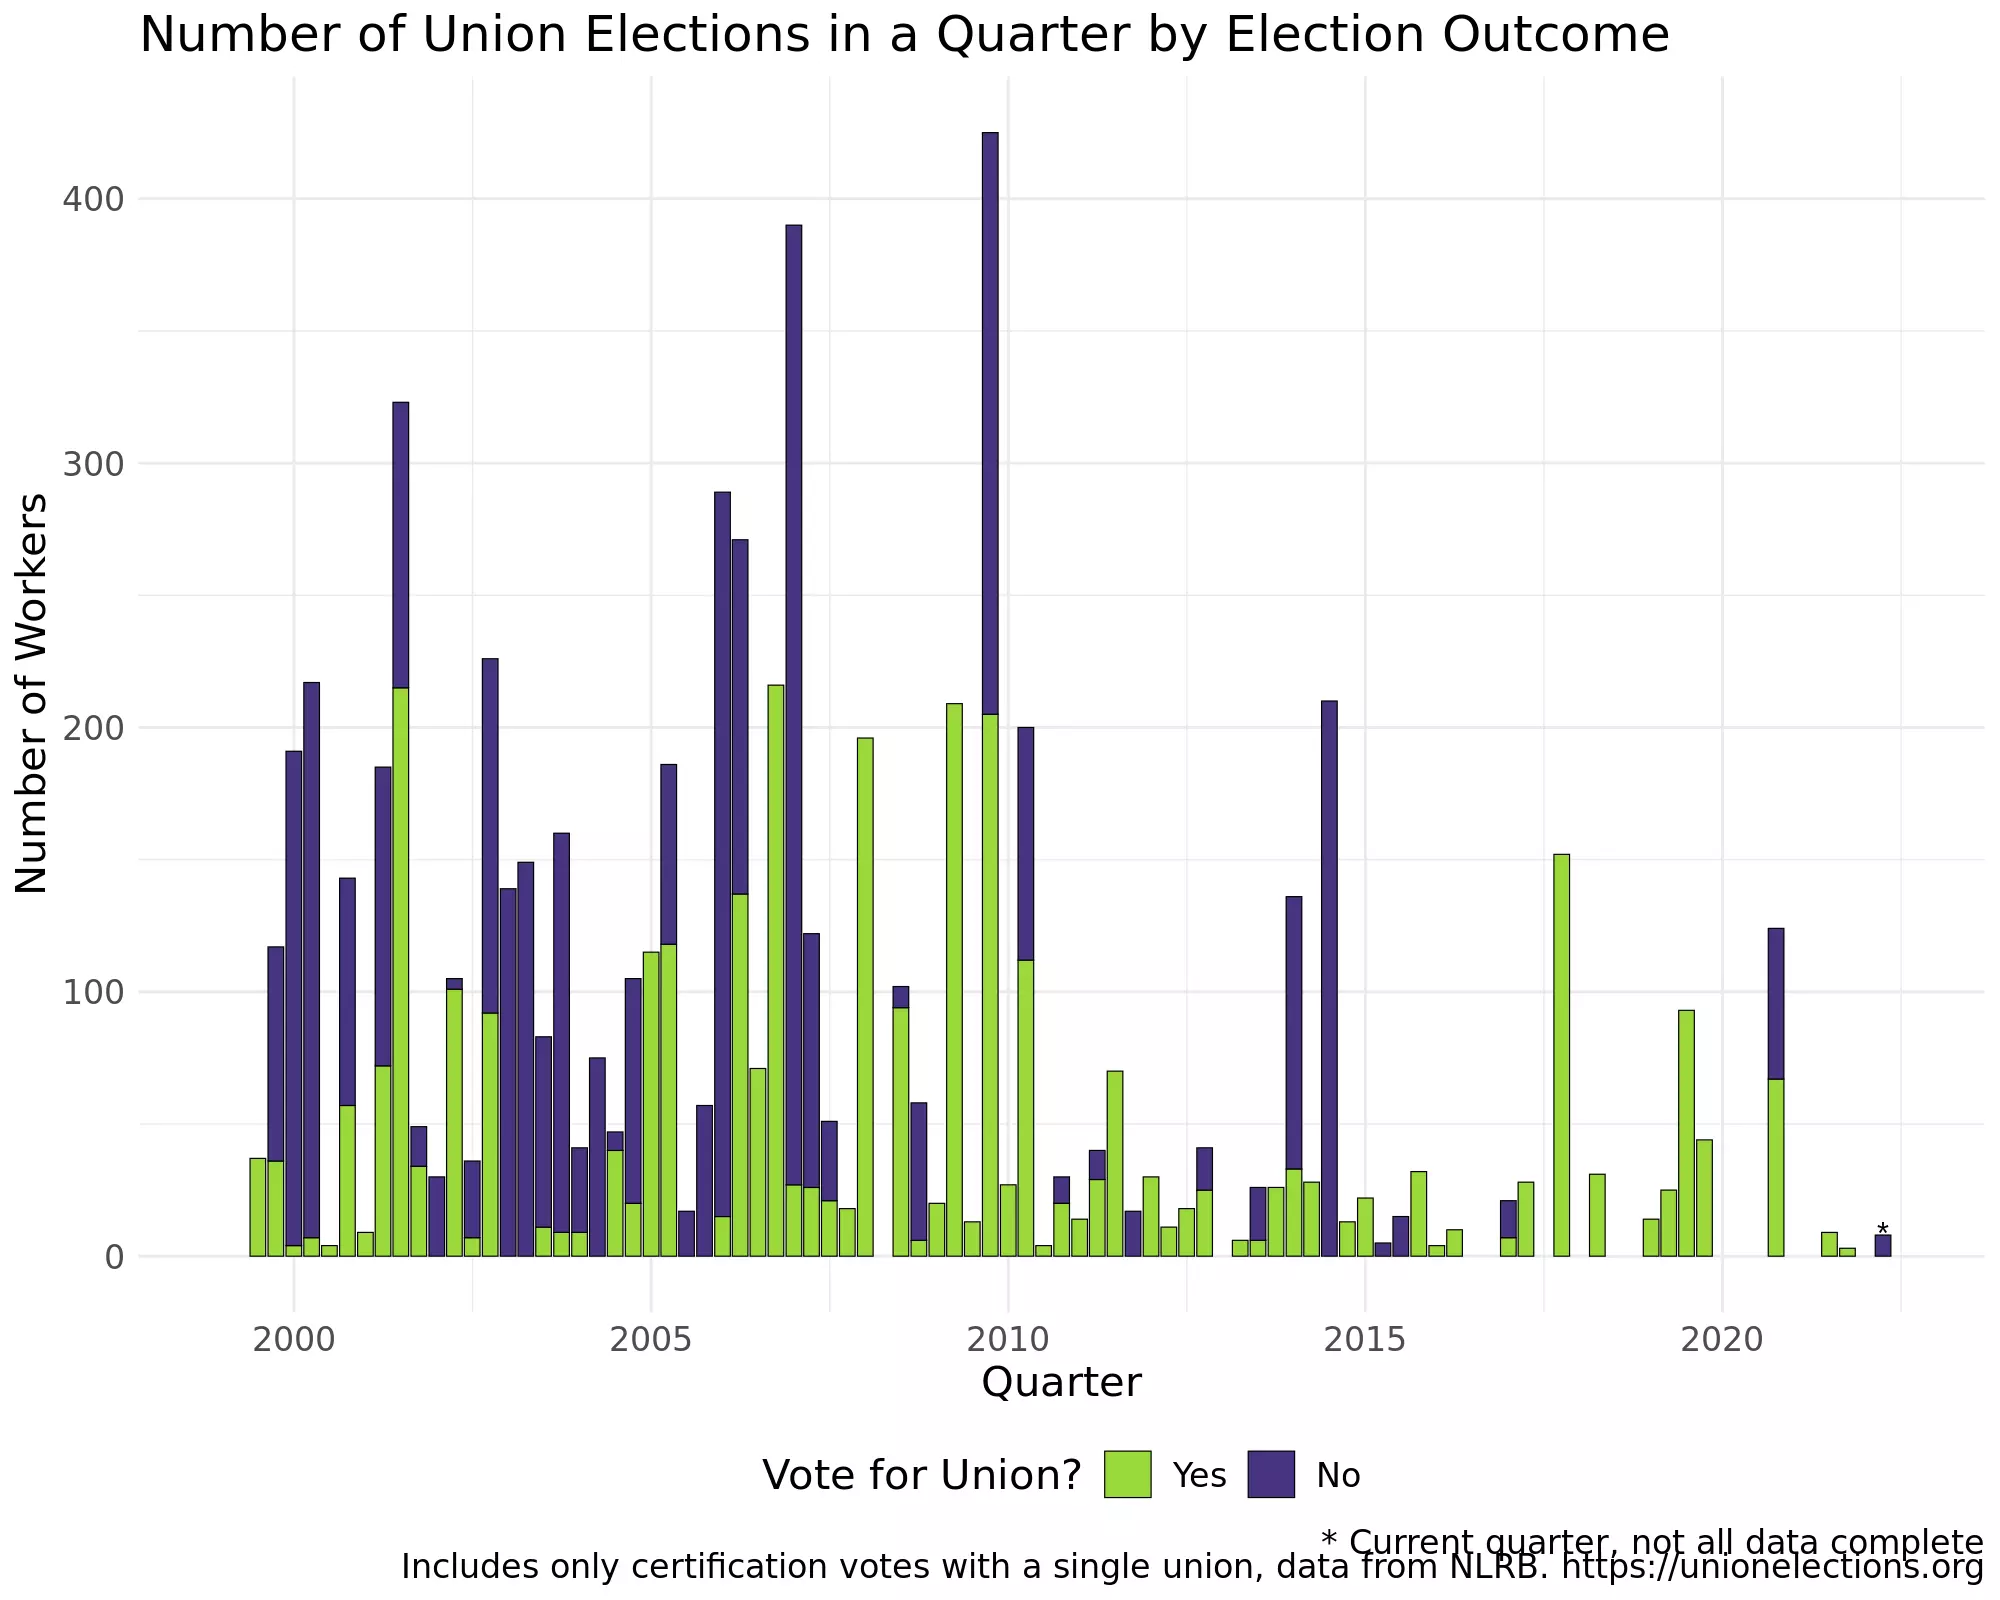 Number of Union Elections in a Quarter by Election Outcome
Number of Workers
400
300
200
100
0
*
2000 2005 2010 2015 2020
Quarter
Vote for Union? Yes No
* Current quarter, not all data complete
Includes only certification votes with a single union, data from NLRB. https://unionelections.org